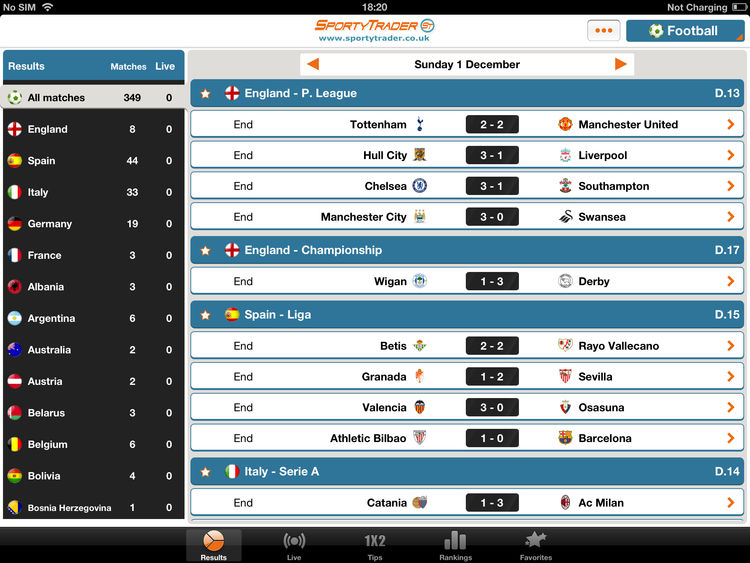 No SIM 18:20 Not Charging
SPORTYTRADER ST
www.sportytrader.co.uk
••• Football
Results Matches Live
All matches 349 0
England 8 0
Spain 44 0
Italy 33 0
Germany 19 0
France 3 0
Albania 3 0
Argentina 6 0
Australia 2 0
Austria 2 0
Belarus 3 0
Belgium 6 0
Bolivia 4 0
Bosnia Herzegovina 1 0
Sunday 1 December
England - P. League D.13
End Tottenham 2 - 2 Manchester United
End Hull City 3 - 1 Liverpool
End Chelsea 3 - 1 Southampton
End Manchester City 3 - 0 Swansea
England - Championship D.17
End Wigan 1 - 3 Derby
Spain - Liga D.15
End Betis 2 - 2 Rayo Vallecano
End Granada 1 - 2 Sevilla
End Valencia 3 - 0 Osasuna
End Athletic Bilbao 1 - 0 Barcelona
Italy - Serie A D.14
End Catania 1 - 3 Ac Milan
1X2
Results Live Tips Rankings Favorites